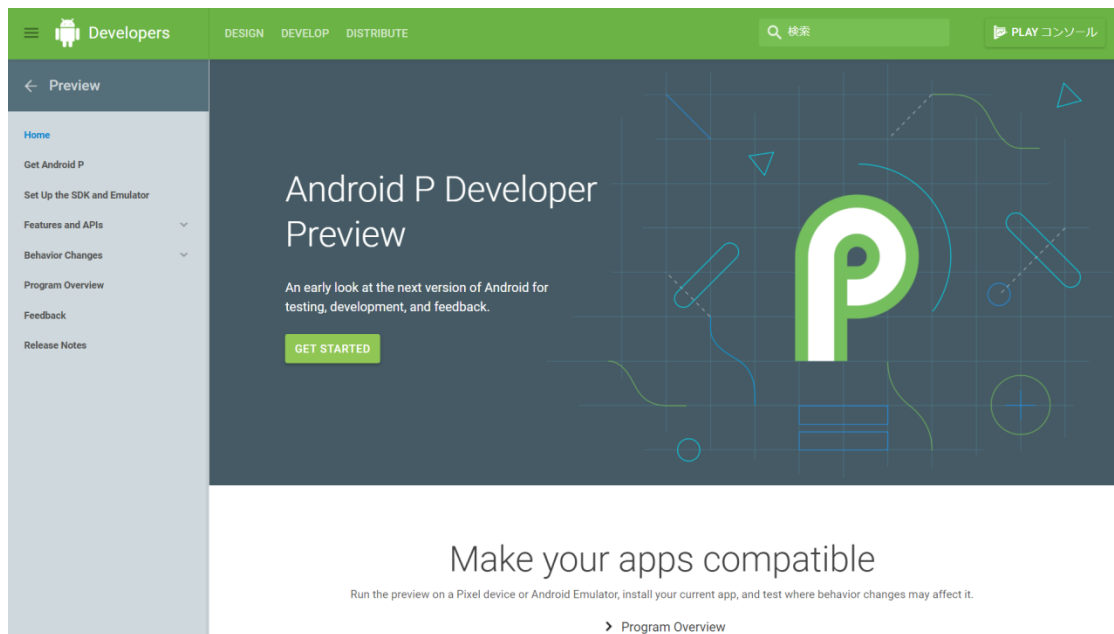 Developers
DESIGN DEVELOP DISTRIBUTE
検索
PLAY コンソール
Preview
Home
Get Android P
Set Up the SDK and Emulator
Features and APIs
Behavior Changes
Program Overview
Feedback
Release Notes
Android P Developer
Preview
An early look at the next version of Android for
testing, development, and feedback.
GET STARTED
Make your apps compatible
Run the preview on a Pixel device or Android Emulator, install your current app, and test where behavior changes may affect it.
Program Overview